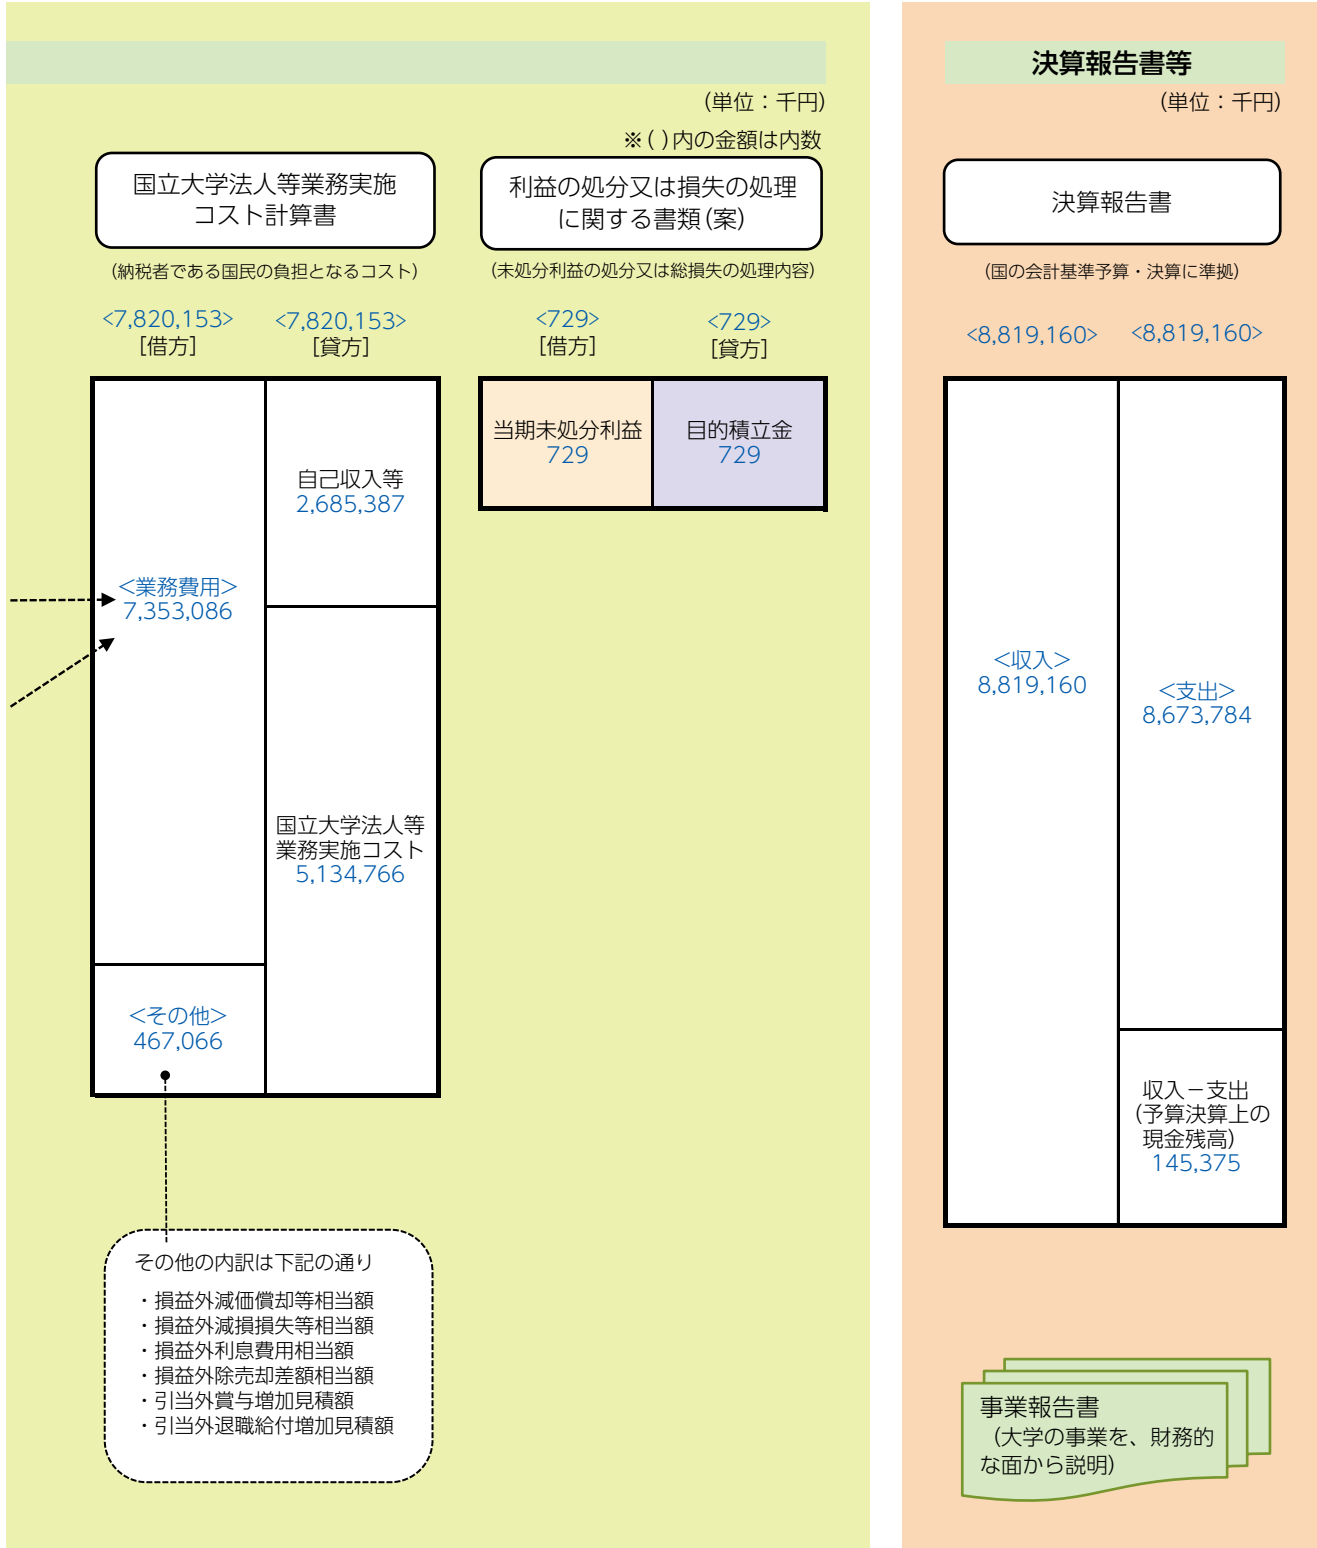 (単位：千円)
※( )内の金額は内数
国立大学法人等業務実施
コスト計算書
(納税者である国民の負担となるコスト)
<7,820,153>
[借方]
<7,820,153>
[貸方]
<業務費用>
7,353,086
<その他>
467,066
自己収入等
2,685,387
国立大学法人等
業務実施コスト
5,134,766
その他の内訳は下記の通り
・損益外減価償却等相当額
・損益外減損損失等相当額
・損益外利息費用相当額
・損益外除売却差額相当額
・引当外賞与増加見積額
・引当外退職給付増加見積額
利益の処分又は損失の処理
に関する書類(案)
(未処分利益の処分又は総損失の処理内容)
<729>
[借方]
<729>
[貸方]
当期未処分利益
729
目的積立金
729
決算報告書等
(単位：千円)
決算報告書
(国の会計基準予算・決算に準拠)
<8,819,160>
<8,819,160>
<収入>
8,819,160
<支出>
8,673,784
収入－支出
(予算決算上の
現金残高)
145,375
事業報告書
(大学の事業を、財務的
な面から説明)